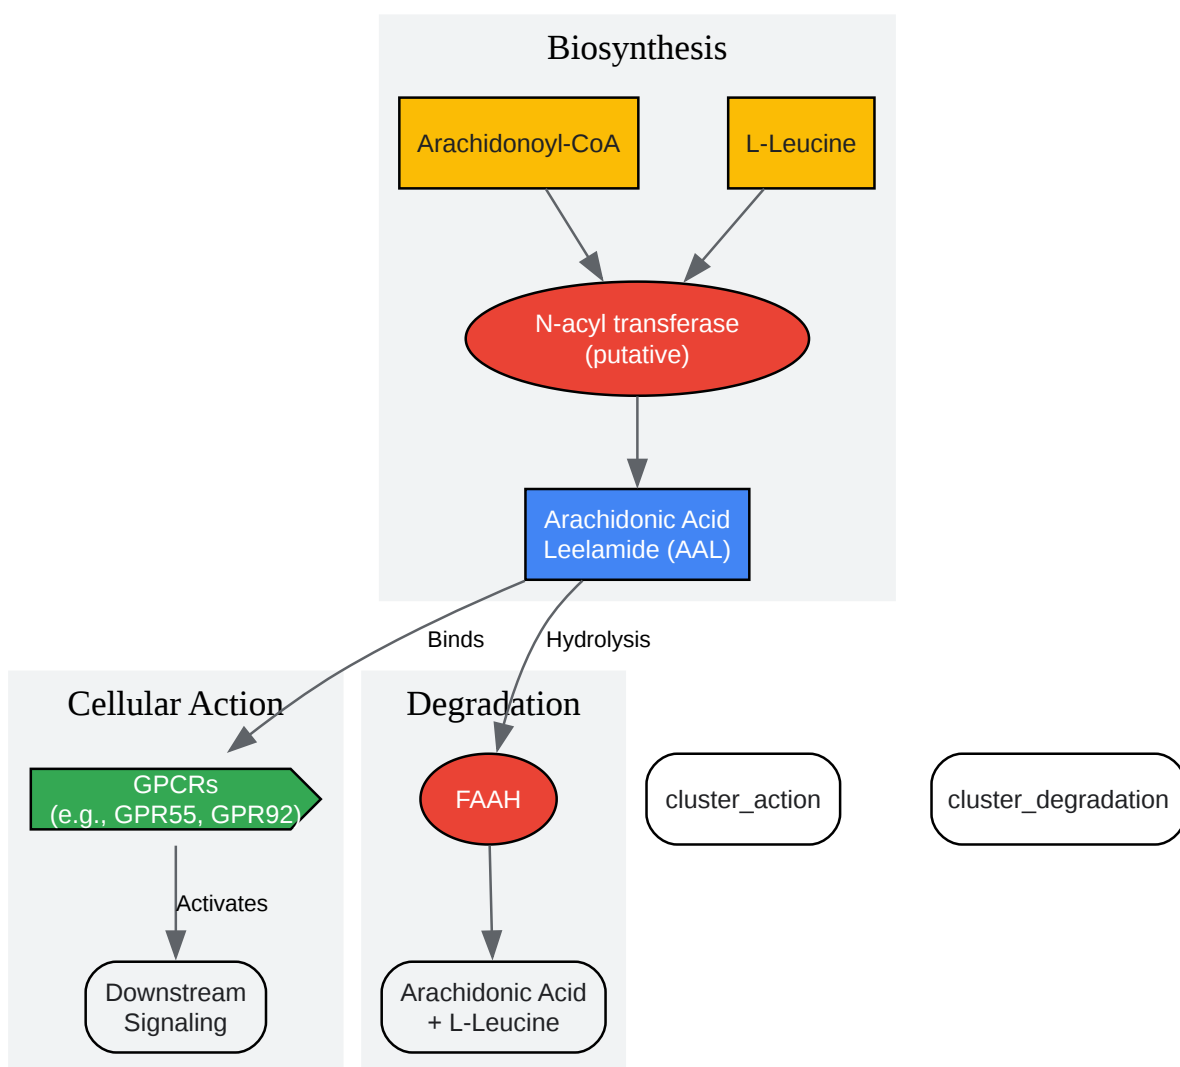 Biosynthesis
Arachidonoyl-CoA
L-Leucine
N-acyl transferase
(putative)
Arachidonic Acid
Leelamide (AAL)
Binds
Hydrolysis
Cellular Action
Degradation
GPCRs
(e.g., GPR55, GPR92)
FAAH
cluster_action
cluster_degradation
Activates
Downstream
Signaling
Arachidonic Acid
+ L-Leucine